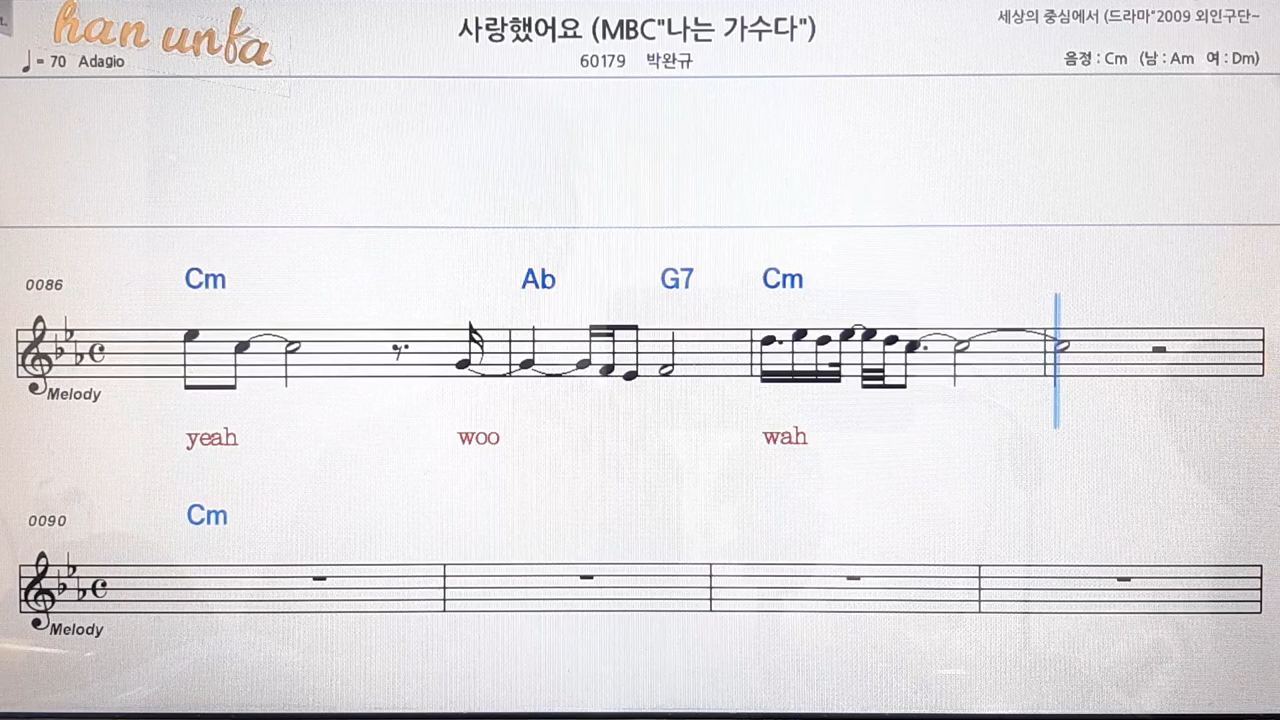 han unfa
사랑했어요 (MBC"나는 가수다")
세상의 중심에서 (드라마"2009 외인구단~
♩ = 70 Adagio
60179 박완규
음정 : Cm (남 : Am 여 : Dm)
0086 Cm Ab G7 Cm
Melody
yeah woo wah
0090 Cm
Melody